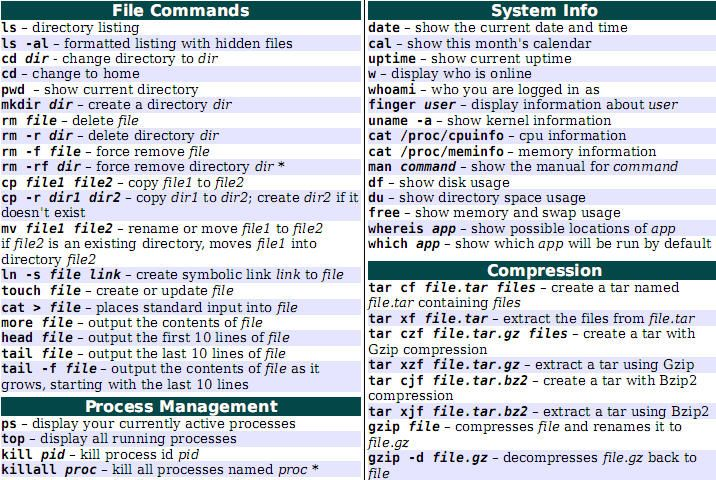 File Commands
ls – directory listing
ls -al – formatted listing with hidden files
cd dir - change directory to dir
cd – change to home
pwd – show current directory
mkdir dir – create a directory dir
rm file – delete file
rm -r dir – delete directory dir
rm -f file – force remove file
rm -rf dir – force remove directory dir *
cp file1 file2 – copy file1 to file2
cp -r dir1 dir2 – copy dir1 to dir2; create dir2 if it
doesn't exist
mv file1 file2 – rename or move file1 to file2
if file2 is an existing directory, moves file1 into
directory file2
ln -s file link – create symbolic link link to file
touch file – create or update file
cat > file – places standard input into file
more file – output the contents of file
head file – output the first 10 lines of file
tail file – output the last 10 lines of file
tail -f file – output the contents of file as it
grows, starting with the last 10 lines
Process Management
ps – display your currently active processes
top – display all running processes
kill pid – kill process id pid
killall proc – kill all processes named proc *
System Info
date – show the current date and time
cal – show this month's calendar
uptime – show current uptime
w – display who is online
whoami – who you are logged in as
finger user – display information about user
uname -a – show kernel information
cat /proc/cpuinfo – cpu information
cat /proc/meminfo – memory information
man command – show the manual for command
df – show disk usage
du – show directory space usage
free – show memory and swap usage
whereis app – show possible locations of app
which app – show which app will be run by default
Compression
tar cf file.tar files – create a tar named
file.tar containing files
tar xf file.tar – extract the files from file.tar
tar czf file.tar.gz files – create a tar with
Gzip compression
tar xzf file.tar.gz – extract a tar using Gzip
tar cjf file.tar.bz2 – create a tar with Bzip2
compression
tar xjf file.tar.bz2 – extract a tar using Bzip2
gzip file – compresses file and renames it to
file.gz
gzip -d file.gz – decompresses file.gz back to
file